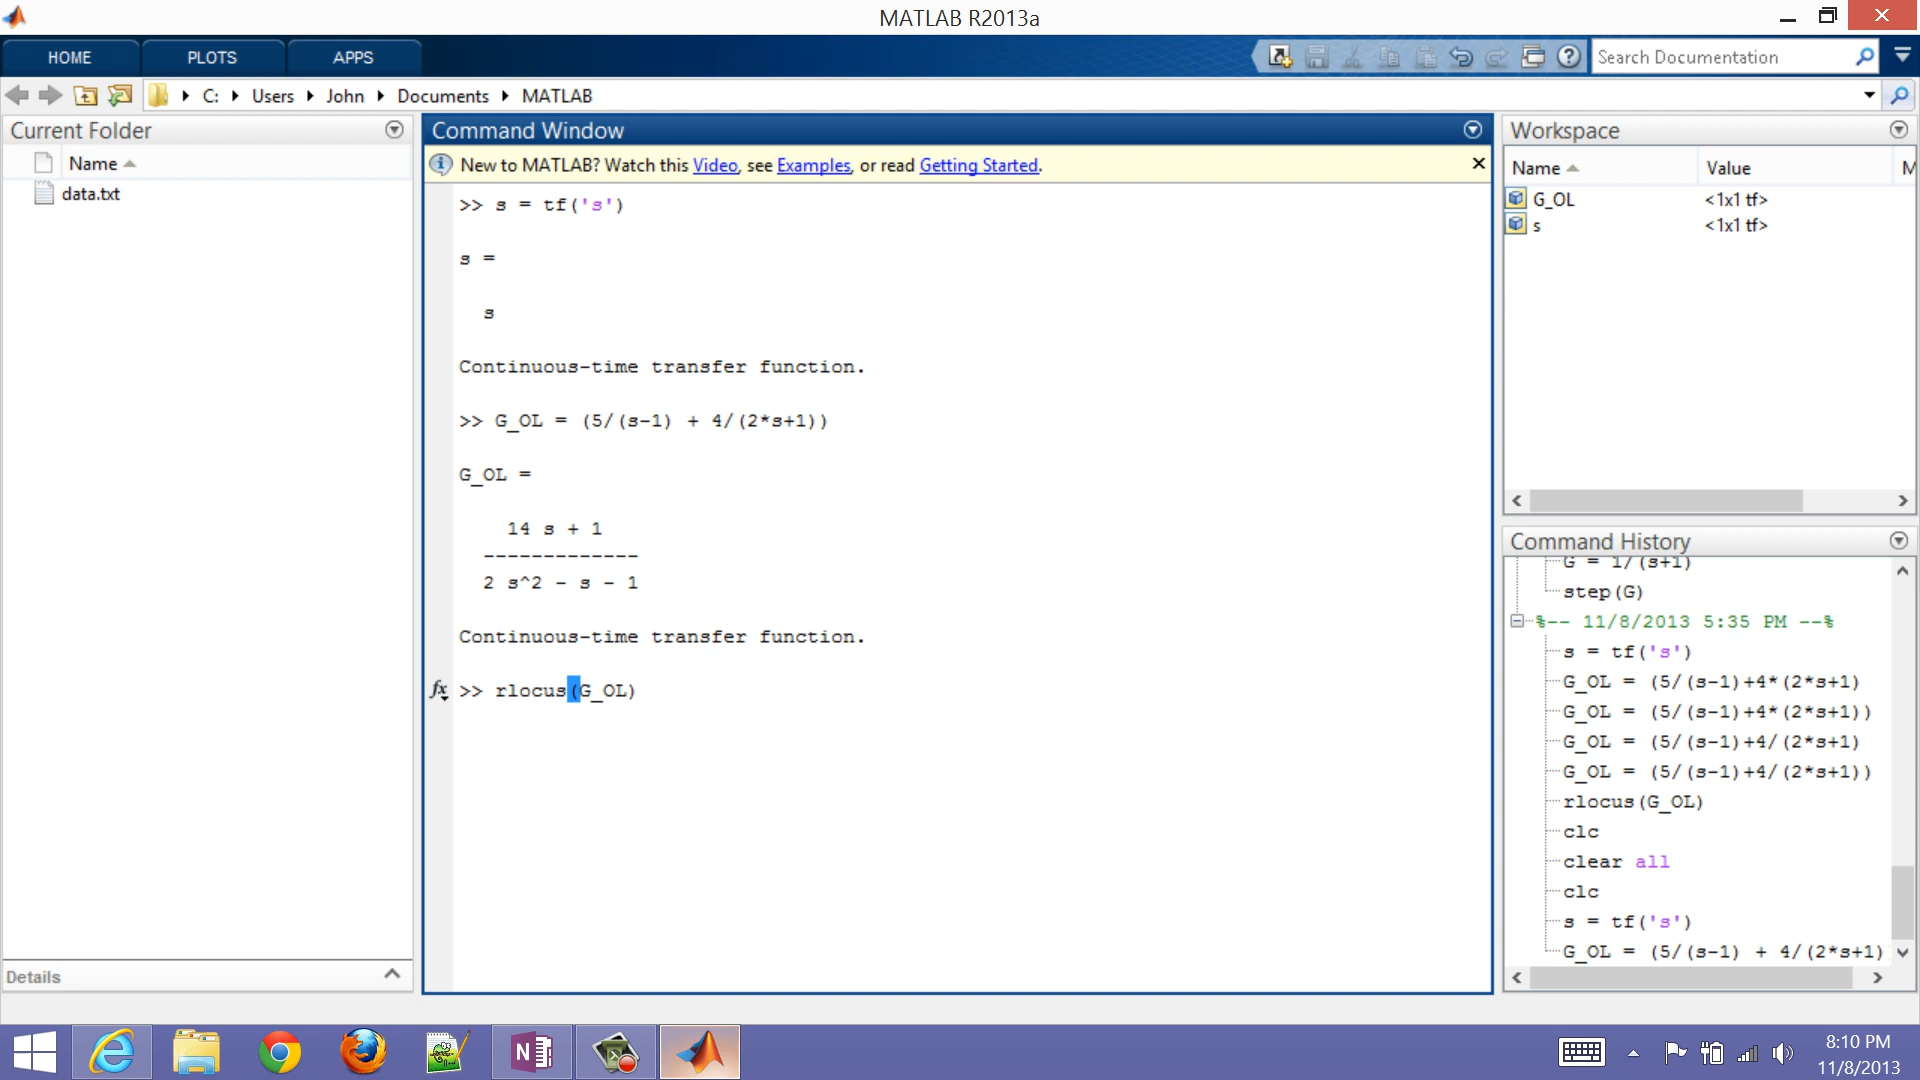 MATLAB R2013a
HOME PLOTS APPS
Search Documentation
C: Users John Documents MATLAB
Current Folder
Name
data.txt
Details
Command Window
New to MATLAB? Watch this Video, see Examples, or read Getting Started.
>> s = tf('s')
s =
s
Continuous-time transfer function.
>> G_OL = (5/(s-1) + 4/(2*s+1))
G_OL =
14 s + 1
-------------
2 s^2 - s - 1
Continuous-time transfer function.
fx >> rlocus(G_OL)
Workspace
Name Value M
G_OL <1x1 tf>
s <1x1 tf>
Command History
G = 1/(s+1)
step(G)
%-- 11/8/2013 5:35 PM --%
s = tf('s')
G_OL = (5/(s-1)+4*(2*s+1)
G_OL = (5/(s-1)+4*(2*s+1))
G_OL = (5/(s-1)+4/(2*s+1)
G_OL = (5/(s-1)+4/(2*s+1))
rlocus(G_OL)
clc
clear all
clc
s = tf('s')
G_OL = (5/(s-1) + 4/(2*s+1)
N
8:10 PM
11/8/2013